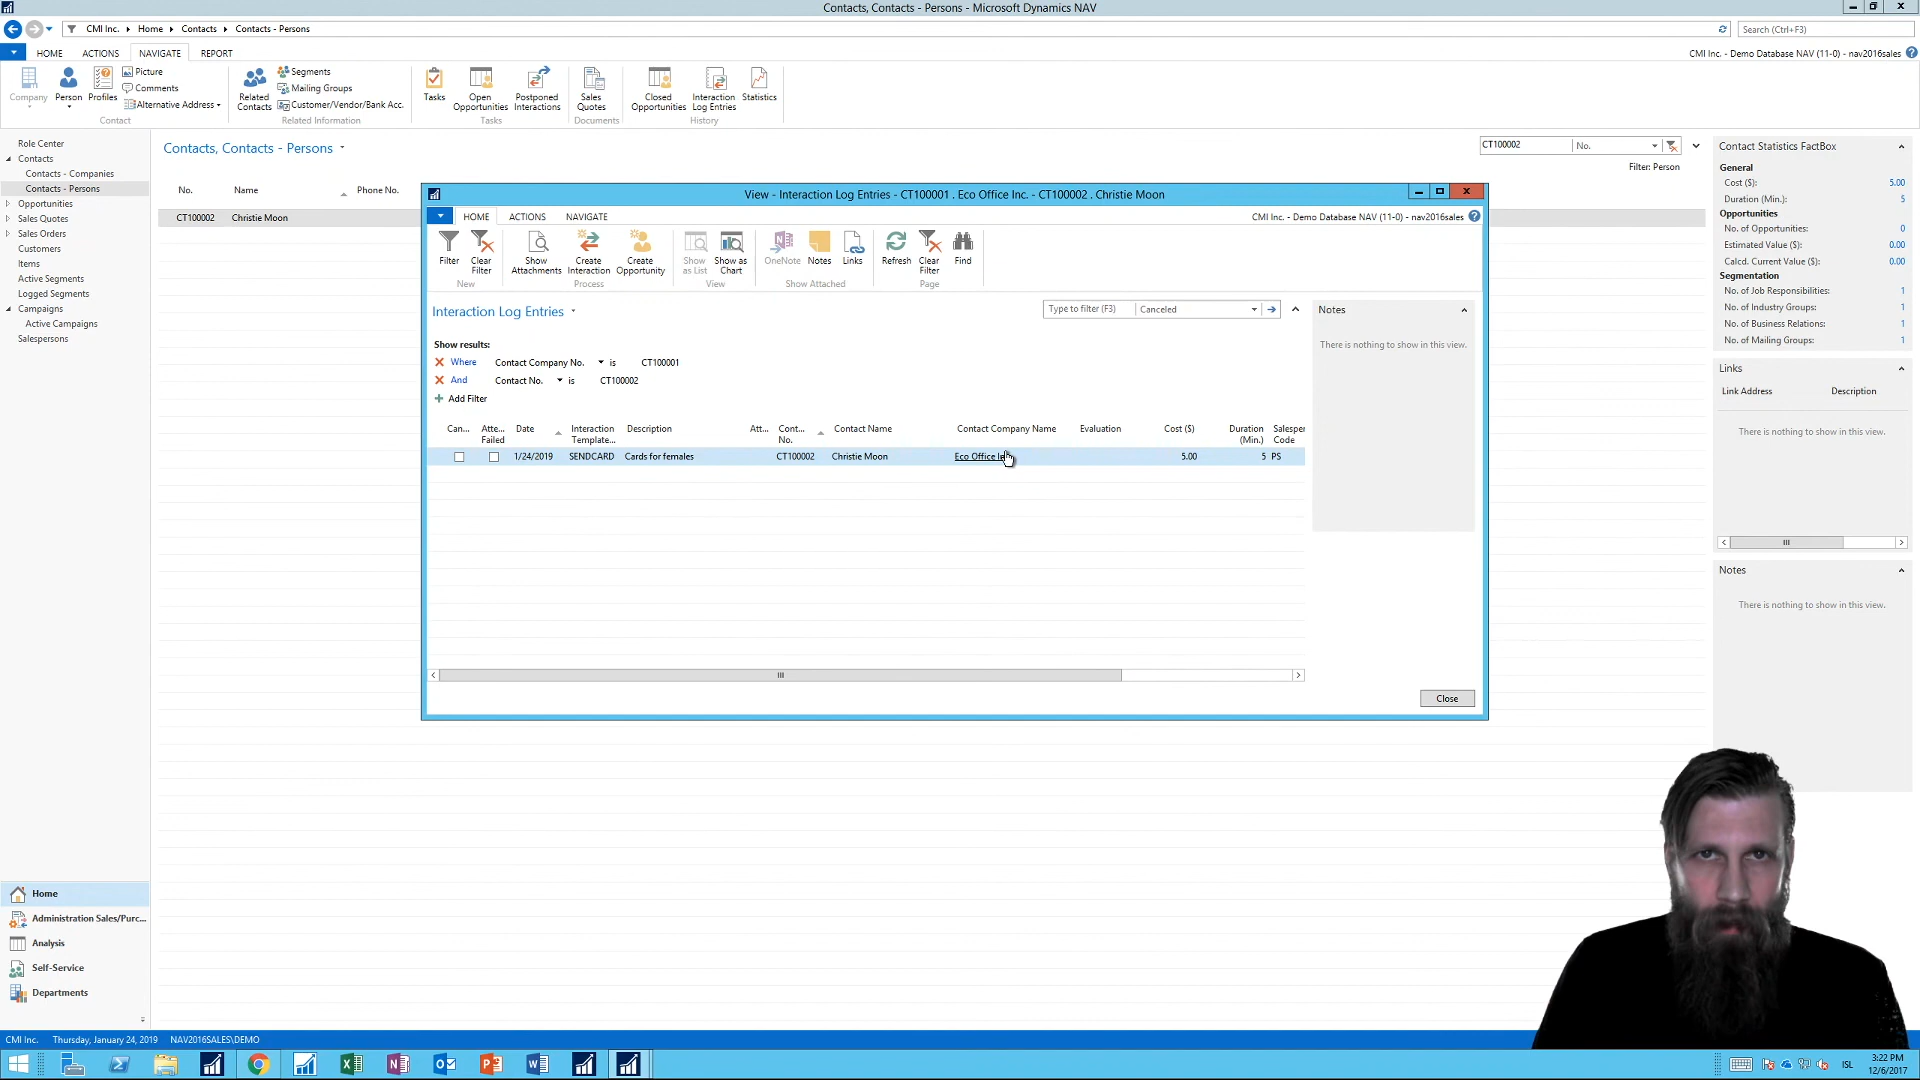 Contacts, Contacts - Persons - Microsoft Dynamics NAV
CMI Inc. Home Contacts Contacts - Persons
Search (Ctrl+F3)
HOME ACTIONS NAVIGATE REPORT
CMI Inc. - Demo Database NAV (11-0) - nav2016sales
Company
Person
Profiles
Picture
Comments
Alternative Address
Contact
Related Contacts
Segments
Mailing Groups
Customer/Vendor/Bank Acc.
Related Information
Tasks
Open Opportunities
Postponed Interactions
Tasks
Sales Quotes
Documents
Closed Opportunities
Interaction Log Entries
Statistics
History
Role Center
Contacts
Contacts - Companies
Contacts - Persons
Opportunities
Sales Quotes
Sales Orders
Customers
Items
Active Segments
Logged Segments
Campaigns
Active Campaigns
Salespersons
Contacts, Contacts - Persons
CT100002 No.
Filter: Person
No. Name Phone No.
CT100002 Christie Moon
View - Interaction Log Entries - CT100001 . Eco Office Inc. - CT100002 . Christie Moon
HOME ACTIONS NAVIGATE
CMI Inc. - Demo Database NAV (11-0) - nav2016sales
Filter
Clear Filter
New
Show Attachments
Create Interaction
Create Opportunity
Process
Show as List
Show as Chart
View
OneNote
Notes
Links
Show Attached
Refresh
Clear Filter
Find
Page
Interaction Log Entries
Type to filter (F3) Canceled
Show results:
Where Contact Company No. is CT100001
And Contact No. is CT100002
Add Filter
Can... Atte... Failed Date Interaction Template... Description Att... Cont... No. Contact Name Contact Company Name Evaluation Cost ($) Duration (Min.) Salesper Code
1/24/2019 SENDCARD Cards for females CT100002 Christie Moon Eco Office In 5.00 5 PS
Notes
There is nothing to show in this view.
Close
Contact Statistics FactBox
General
Cost ($): 5.00
Duration (Min.): 5
Opportunities
No. of Opportunities: 0
Estimated Value ($): 0.00
Calcd. Current Value ($): 0.00
Segmentation
No. of Job Responsibilities: 1
No. of Industry Groups: 1
No. of Business Relations: 1
No. of Mailing Groups: 1
Links
Link Address Description
There is nothing to show in this view.
Notes
There is nothing to show in this view.
Home
Administration Sales/Purc...
Analysis
Self-Service
Departments
CMI Inc. Thursday, January 24, 2019 NAV2016SALES\DEMO
ISL
3:22 PM
12/6/2017